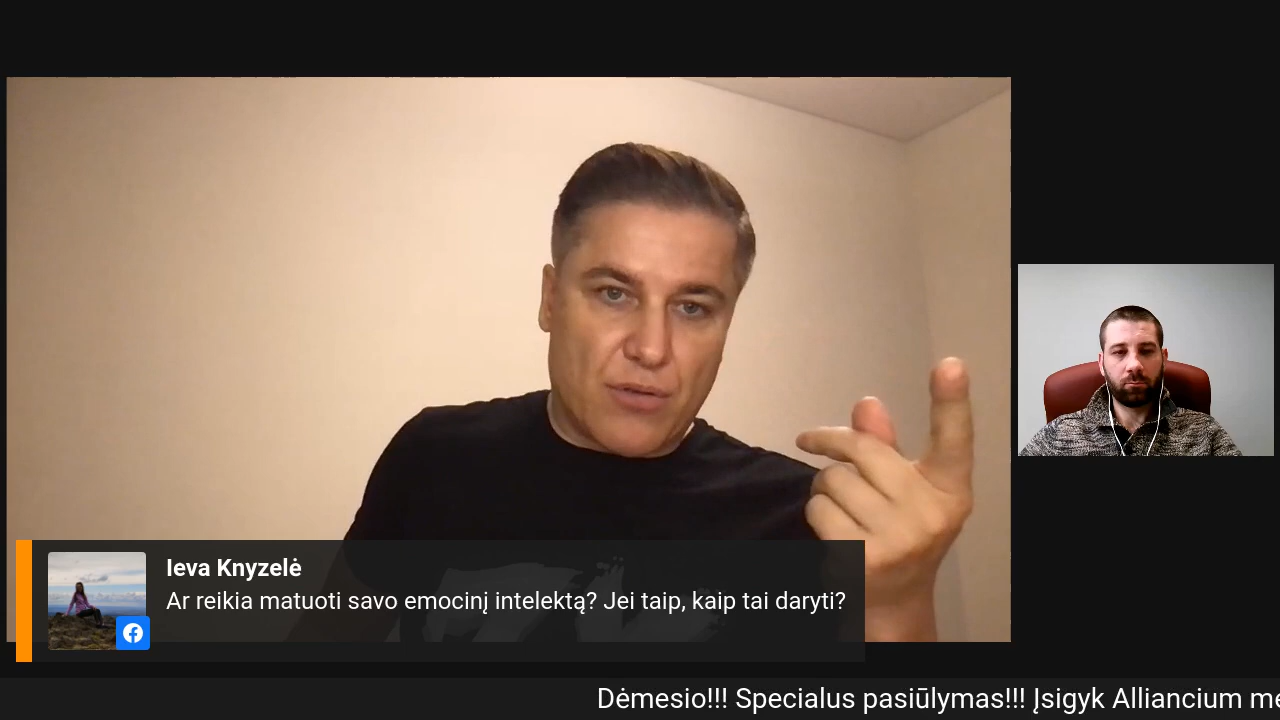 Ieva Knyzelė
Ar reikia matuoti savo emocinį intelektą? Jei taip, kaip tai daryti?
Dėmesio!!! Specialus pasiūlymas!!! Įsigyk Alliancium